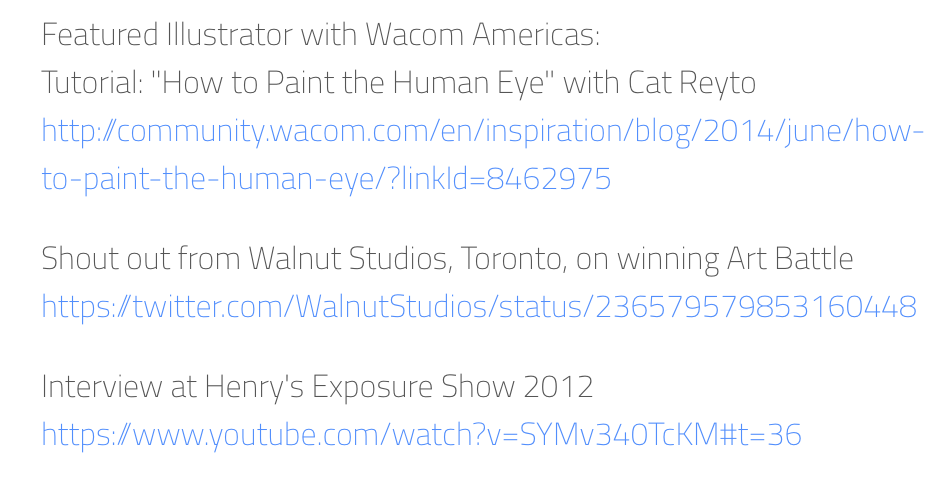 Featured Illustrator with Wacom Americas:
Tutorial: "How to Paint the Human Eye" with Cat Reyto
http://community.wacom.com/en/inspiration/blog/2014/june/how-
to-paint-the-human-eye/?linkId=8462975
Shout out from Walnut Studios, Toronto, on winning Art Battle
https://twitter.com/WalnutStudios/status/236579579853160448
Interview at Henry's Exposure Show 2012
https://www.youtube.com/watch?v=SYMv340TcKM#t=36